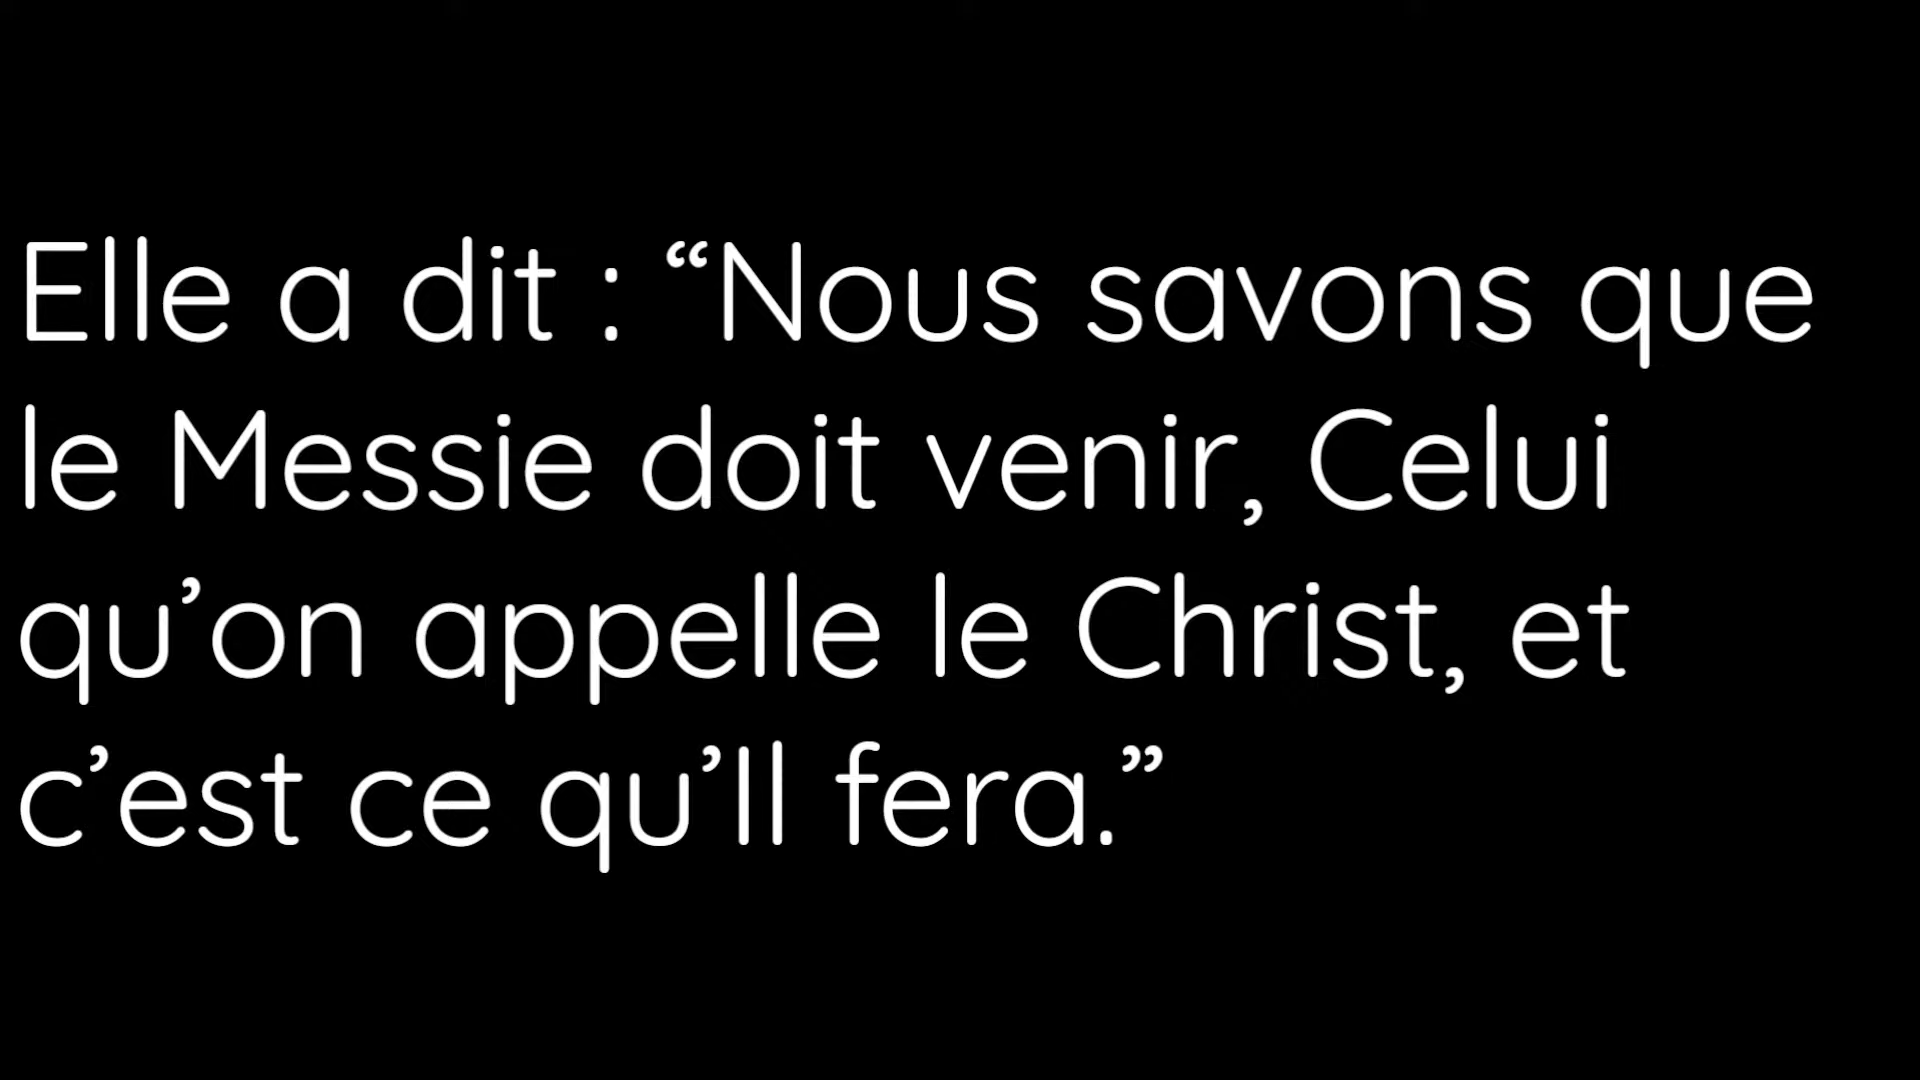 Elle a dit : “Nous savons que
le Messie doit venir, Celui
qu’on appelle le Christ, et
c’est ce qu’Il fera.”